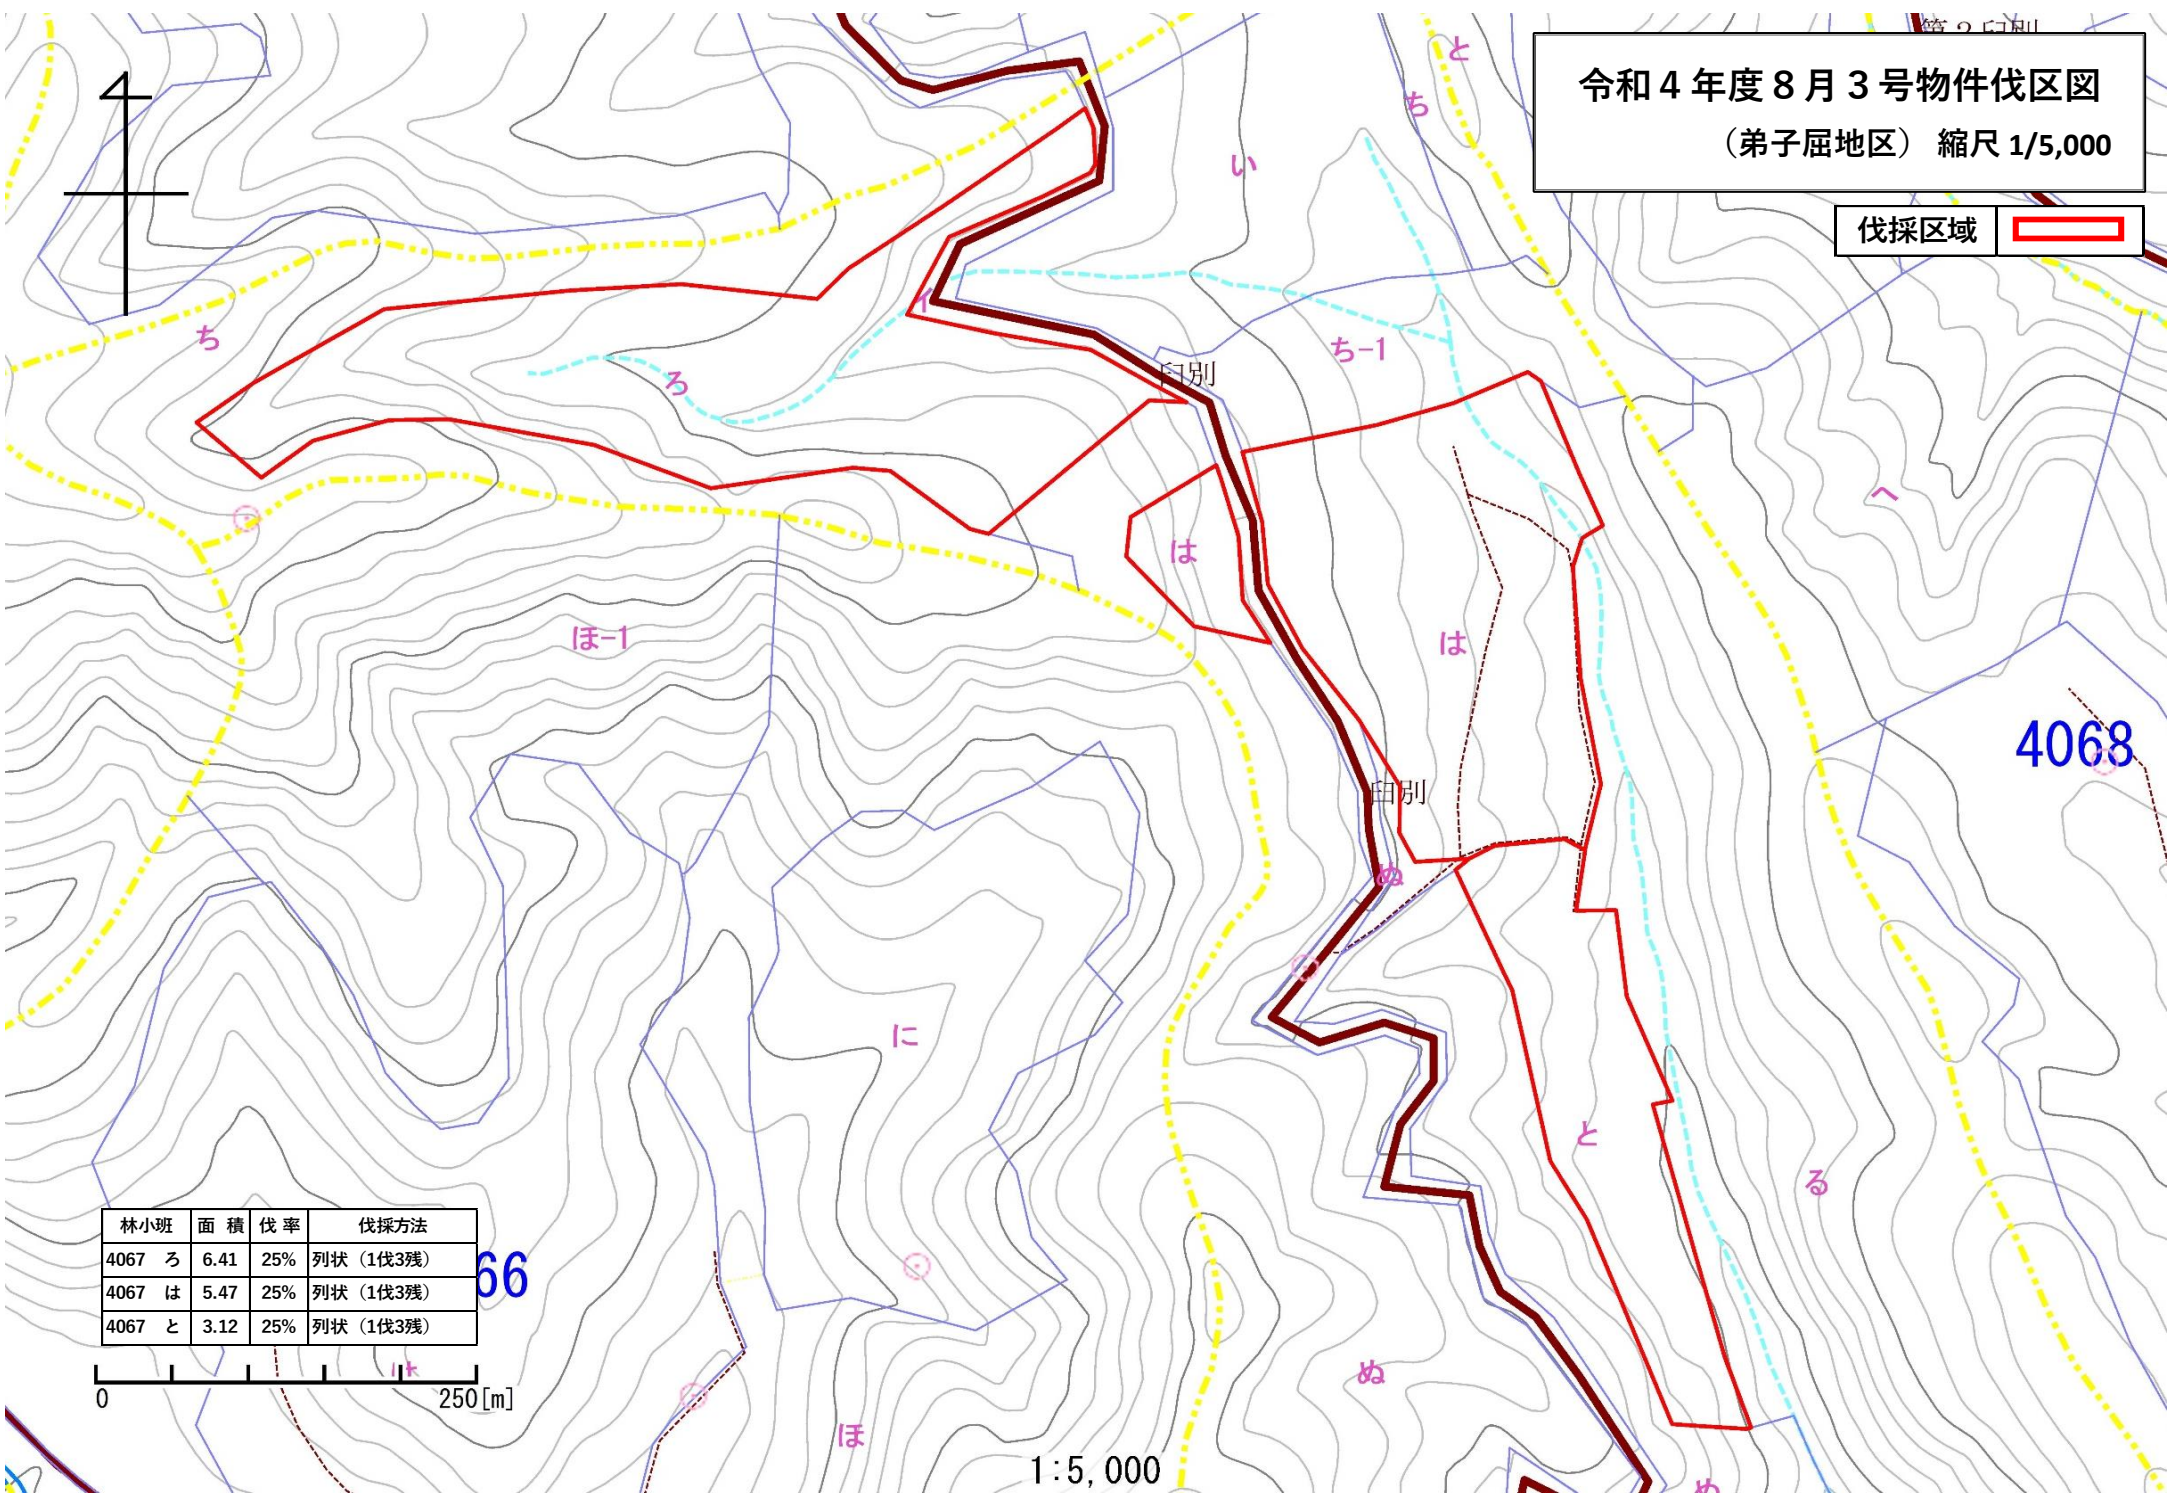 令和４年度８月３号物件伐区図
（弟子屈地区） 縮尺 1/5,000
伐採区域
と
ち
い
ち
イ
ろ
臼別
ち-1
は
へ
ほ-1
は
4068
臼別
ぬ
に
と
る
林小班 面 積 伐 率 伐採方法
4067 ろ 6.41 25% 列状（1伐3残）
4067 は 5.47 25% 列状（1伐3残）
4067 と 3.12 25% 列状（1伐3残）
66
ぬ
0 250[m]
ほ
1:5,000